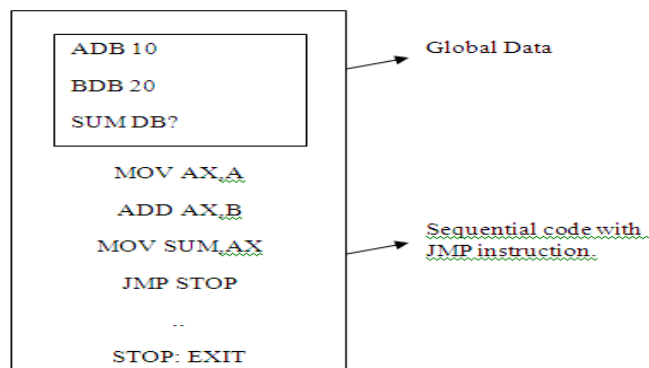 ADB 10
BDB 20
SUM DB?
MOV AX,A
ADD AX,B
MOV SUM,AX
JMP STOP
..
STOP: EXIT
Global Data
Sequential code with
JMP instruction.